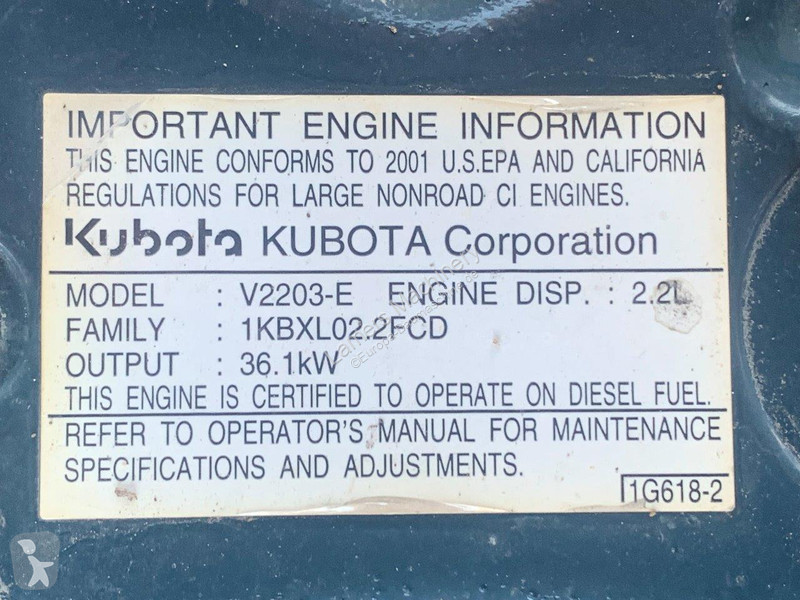 IMPORTANT ENGINE INFORMATION
THIS ENGINE CONFORMS TO 2001 U.S.EPA AND CALIFORNIA
REGULATIONS FOR LARGE NONROAD CI ENGINES.
Kubota KUBOTA Corporation
MODEL : V2203-E ENGINE DISP. : 2.2L
FAMILY : 1KBXL02.2FCD
OUTPUT : 36.1kW
THIS ENGINE IS CERTIFIED TO OPERATE ON DIESEL FUEL.
REFER TO OPERATOR'S MANUAL FOR MAINTENANCE
SPECIFICATIONS AND ADJUSTMENTS.
1G618-2